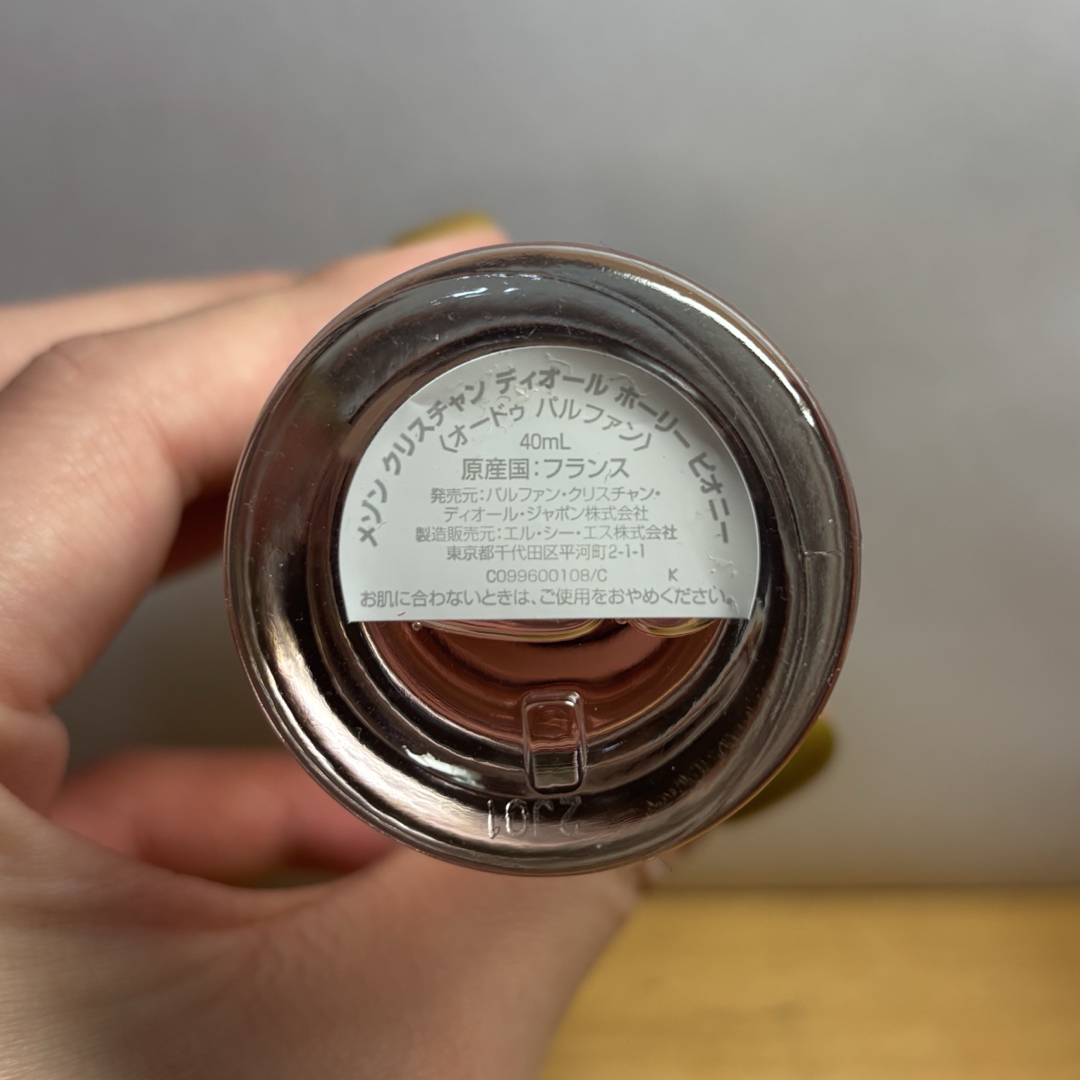 メゾン クリスチャン ディオール ホーリー ピオニー
(オードゥ パルファン)
40mL
原産国:フランス
発売元:パルファン・クリスチャン・
ディオール・ジャポン株式会社
製造販売元:エル・シー・エス株式会社
東京都千代田区平河町2-1-1
C099600108/C K
お肌に合わないときは、ご使用をおやめください。
2J01